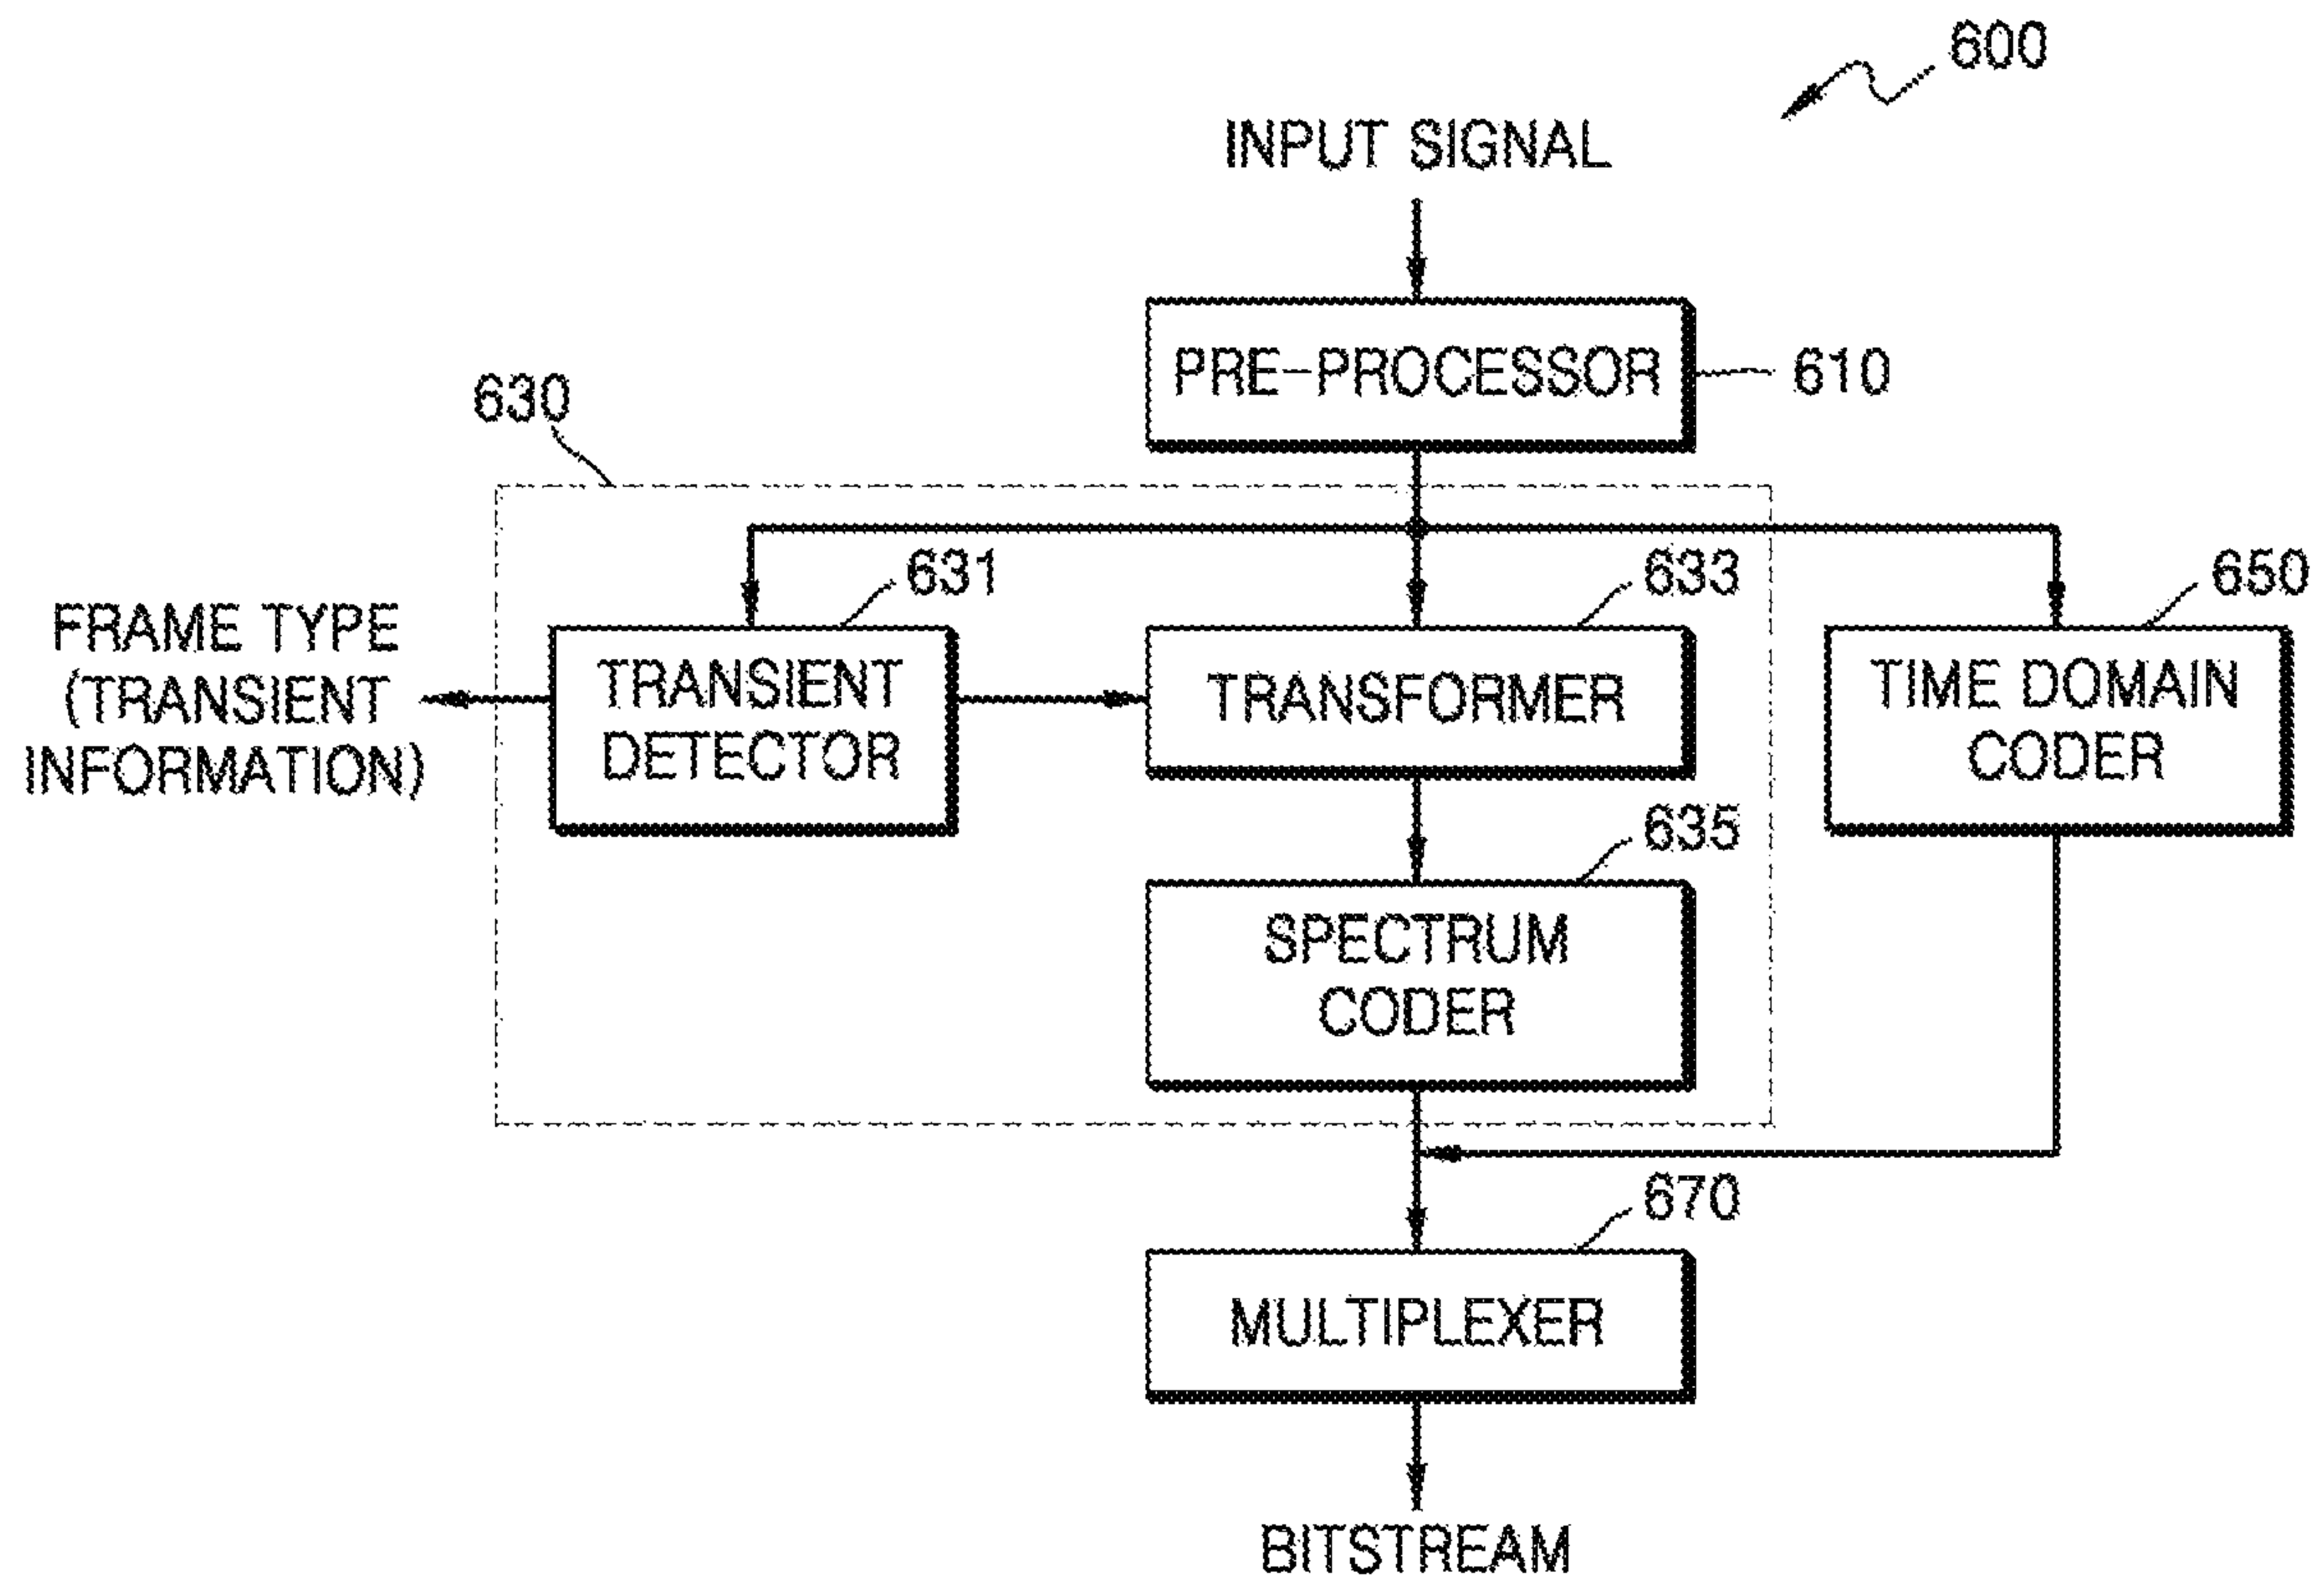 600
INPUT SIGNAL
PRE-PROCESSOR
610
630
631
633
650
FRAME TYPE
(TRANSIENT
INFORMATION)
TRANSIENT
DETECTOR
TRANSFORMER
TIME DOMAIN
CODER
635
SPECTRUM
CODER
670
MULTIPLEXER
BITSTREAM